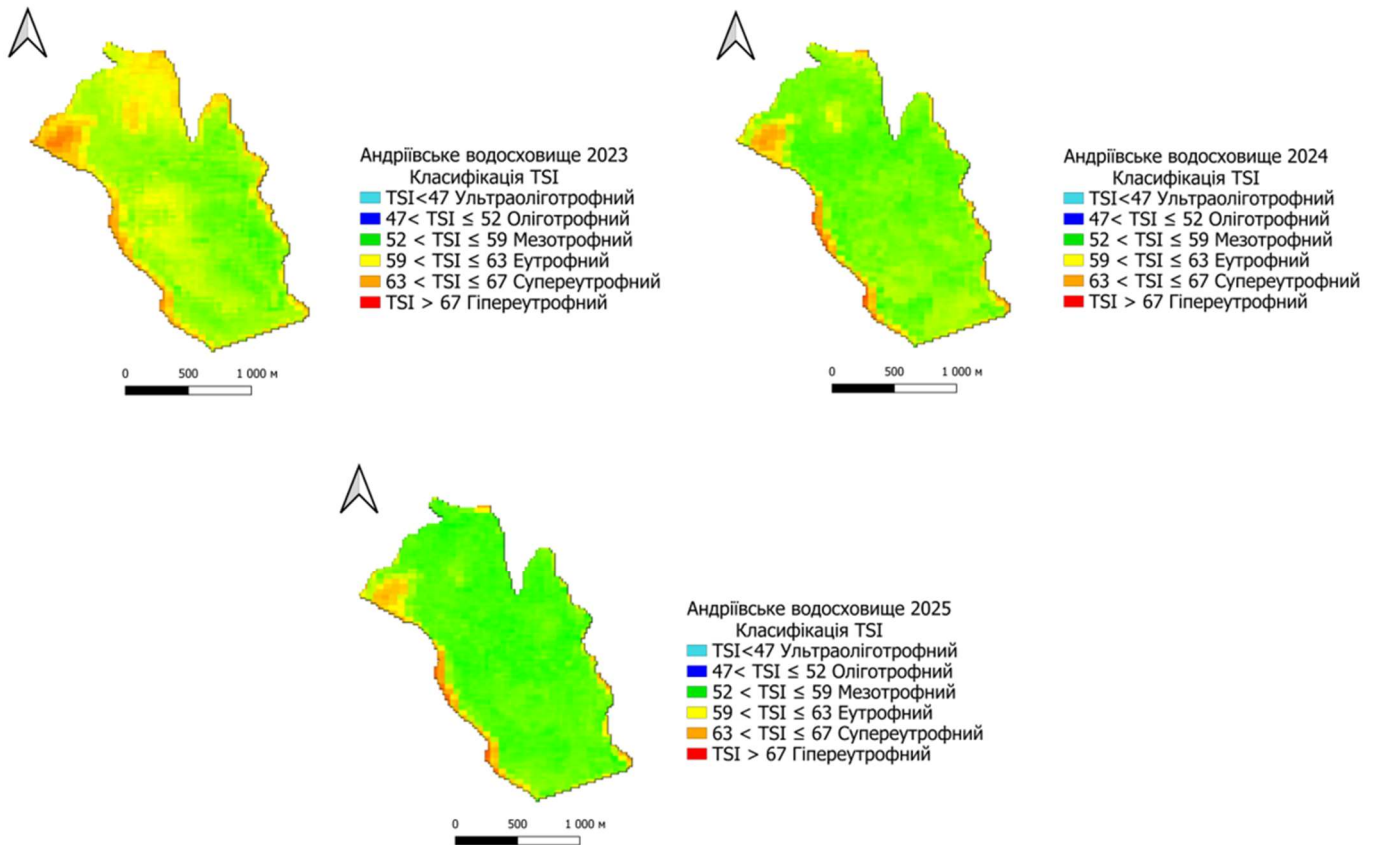 Андріївське водосховище 2023
Класифікація TSI
TSI<47 Ультраоліготрофний
47< TSI ≤ 52 Оліготрофний
52 < TSI ≤ 59 Мезотрофний
59 < TSI ≤ 63 Еутрофний
63 < TSI ≤ 67 Супереутрофний
TSI > 67 Гіпереутрофний
0 500 1 000 м
Андріївське водосховище 2024
Класифікація TSI
TSI<47 Ультраоліготрофний
47< TSI ≤ 52 Оліготрофний
52 < TSI ≤ 59 Мезотрофний
59 < TSI ≤ 63 Еутрофний
63 < TSI ≤ 67 Супереутрофний
TSI > 67 Гіпереутрофний
0 500 1 000 м
Андріївське водосховище 2025
Класифікація TSI
TSI<47 Ультраоліготрофний
47< TSI ≤ 52 Оліготрофний
52 < TSI ≤ 59 Мезотрофний
59 < TSI ≤ 63 Еутрофний
63 < TSI ≤ 67 Супереутрофний
TSI > 67 Гіпереутрофний
0 500 1 000 м